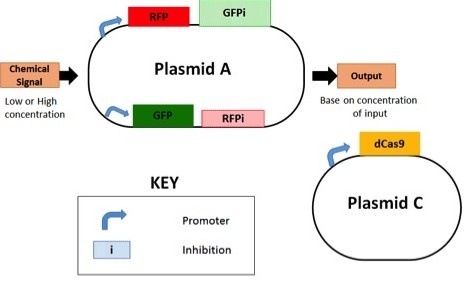 RFP
GFPi
Chemical
Signal
Low or High
concentration
Plasmid A
Output
Base on concentration
of input
GFP
RFPi
dCas9
Plasmid C
KEY
Promoter
i
Inhibition